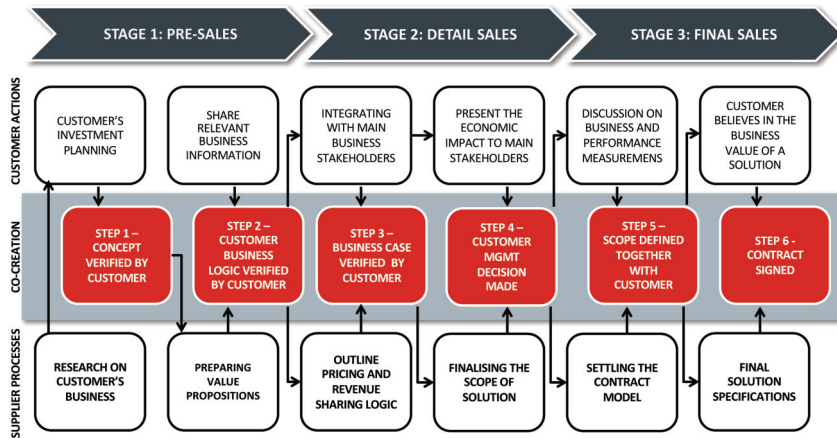 STAGE 1: PRE-SALES
STAGE 2: DETAIL SALES
STAGE 3: FINAL SALES
CUSTOMER ACTIONS
CUSTOMER'S
INVESTMENT
PLANNING
SHARE
RELEVANT
BUSINESS
INFORMATION
INTEGRATING
WITH MAIN
BUSINESS
STAKEHOLDERS
PRESENT THE
ECONOMIC
IMPACT TO MAIN
STAKEHOLDERS
DISCUSSION ON
BUSINESS AND
PERFORMANCE
MEASUREMENS
CUSTOMER
BELIEVES IN THE
BUSINESS
VALUE OF A
SOLUTION
CO-CREATION
STEP 1 –
CONCEPT
VERIFIED BY
CUSTOMER
STEP 2 –
CUSTOMER
BUSINESS
LOGIC VERIFIED
BY CUSTOMER
STEP 3 –
BUSINESS CASE
VERIFIED BY
CUSTOMER
STEP 4 –
CUSTOMER
MGMT
DECISION
MADE
STEP 5 –
SCOPE DEFINED
TOGETHER
WITH
CUSTOMER
STEP 6 -
CONTRACT
SIGNED
SUPPLIER PROCESSES
RESEARCH ON
CUSTOMER'S
BUSINESS
PREPARING
VALUE
PROPOSITIONS
OUTLINE
PRICING AND
REVENUE
SHARING LOGIC
FINALISING THE
SCOPE OF
SOLUTION
SETTLING THE
CONTRACT
MODEL
FINAL
SOLUTION
SPECIFICATIONS